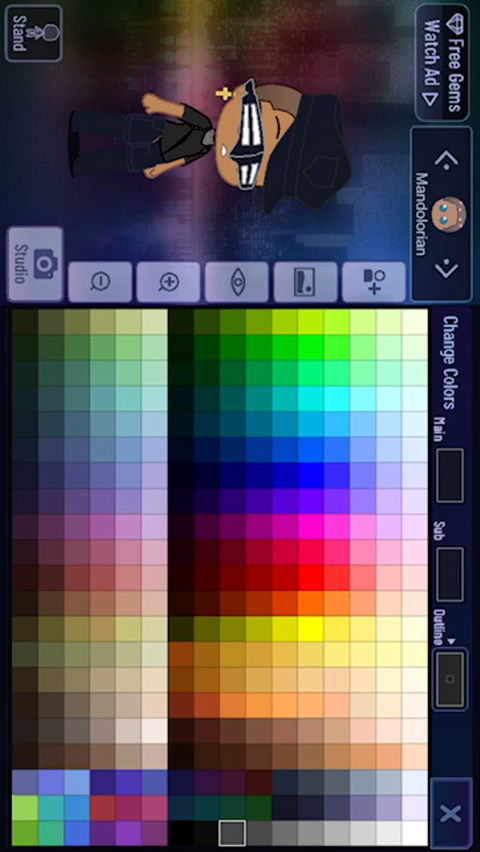 Free Gems
Watch Ad
Mandolorian
Stand
Studio
Change Colors
Main
Sub
Outline
X